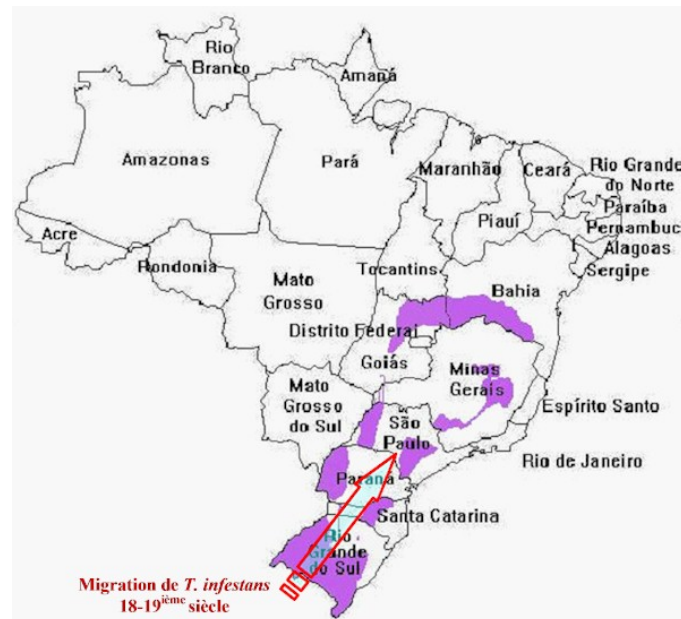 Rio
Branco
Amaná
Amazonas
Pará
Maranhão
Ceará
Rio Grande
do Norte
Paraíba
Pernambuc
Piauí
Alagoas
Acre
Rondonia
Tocantins
Sergipe
Mato
Grosso
Bahia
Distrito Federal
Goiás
Minas
Gerais
Mato
Grosso
do Sul
São
Paulo
Espírito Santo
Rio de Janeiro
Paraná
Santa Catarina
Rio
Grande
do Sul
Migration de T. infestans
18-19ième siècle